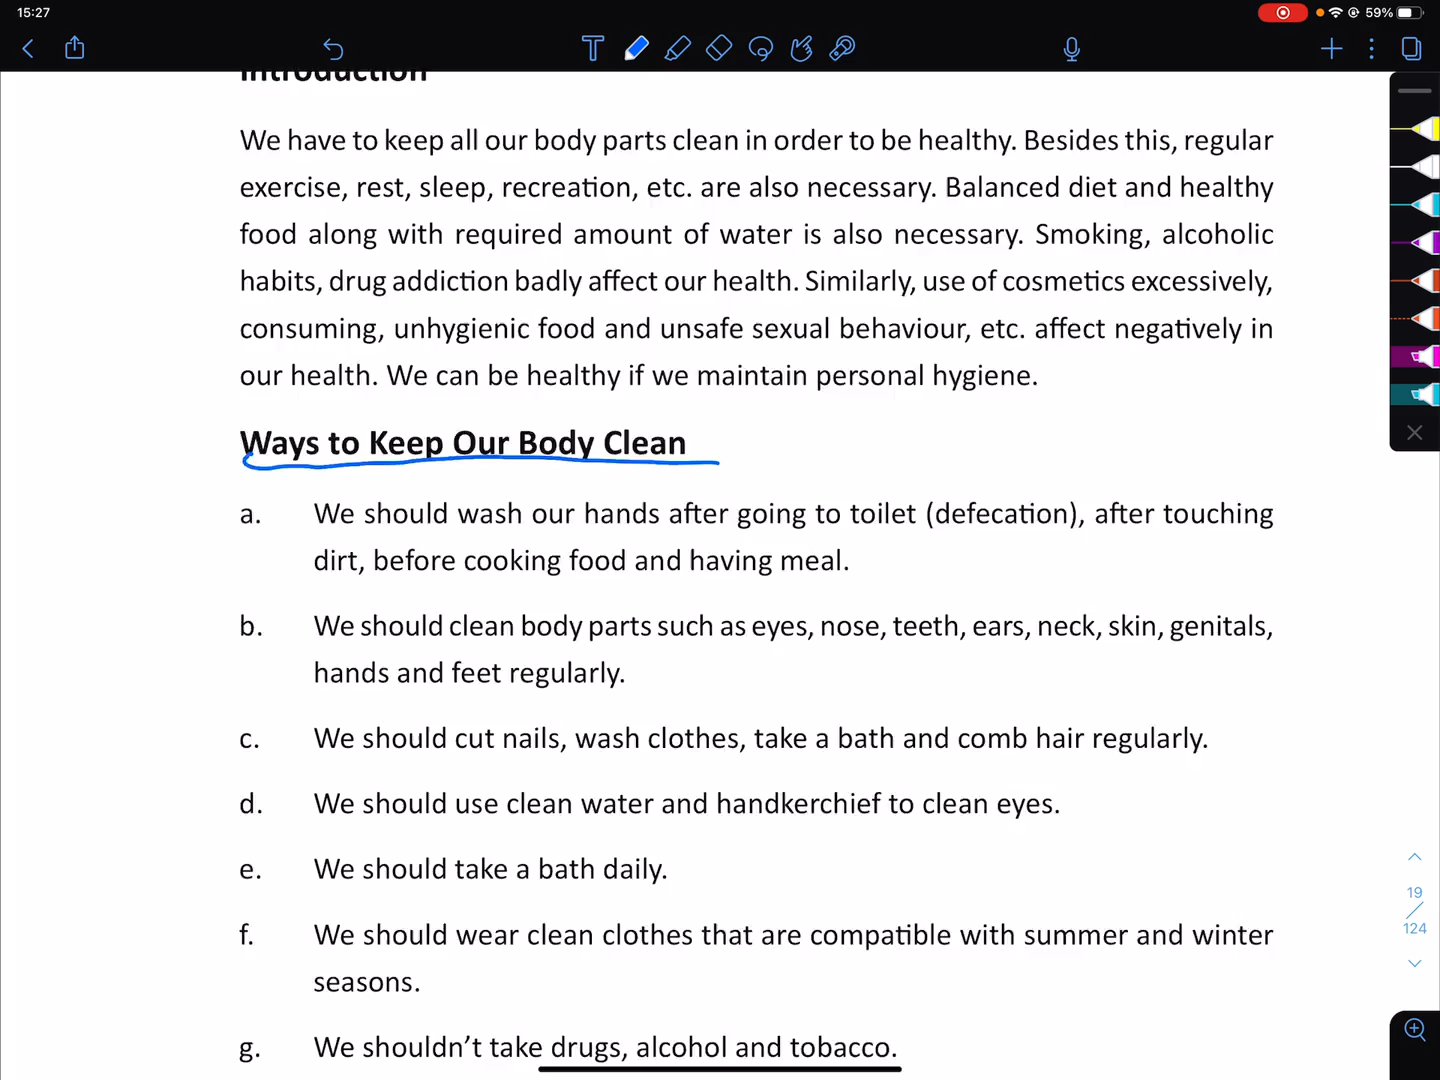 15:27
59%
Introduction
We have to keep all our body parts clean in order to be healthy. Besides this, regular
exercise, rest, sleep, recreation, etc. are also necessary. Balanced diet and healthy
food along with required amount of water is also necessary. Smoking, alcoholic
habits, drug addiction badly affect our health. Similarly, use of cosmetics excessively,
consuming, unhygienic food and unsafe sexual behaviour, etc. affect negatively in
our health. We can be healthy if we maintain personal hygiene.
Ways to Keep Our Body Clean
a. We should wash our hands after going to toilet (defecation), after touching
dirt, before cooking food and having meal.
b. We should clean body parts such as eyes, nose, teeth, ears, neck, skin, genitals,
hands and feet regularly.
c. We should cut nails, wash clothes, take a bath and comb hair regularly.
d. We should use clean water and handkerchief to clean eyes.
e. We should take a bath daily.
f. We should wear clean clothes that are compatible with summer and winter
seasons.
g. We shouldn't take drugs, alcohol and tobacco.
19
124